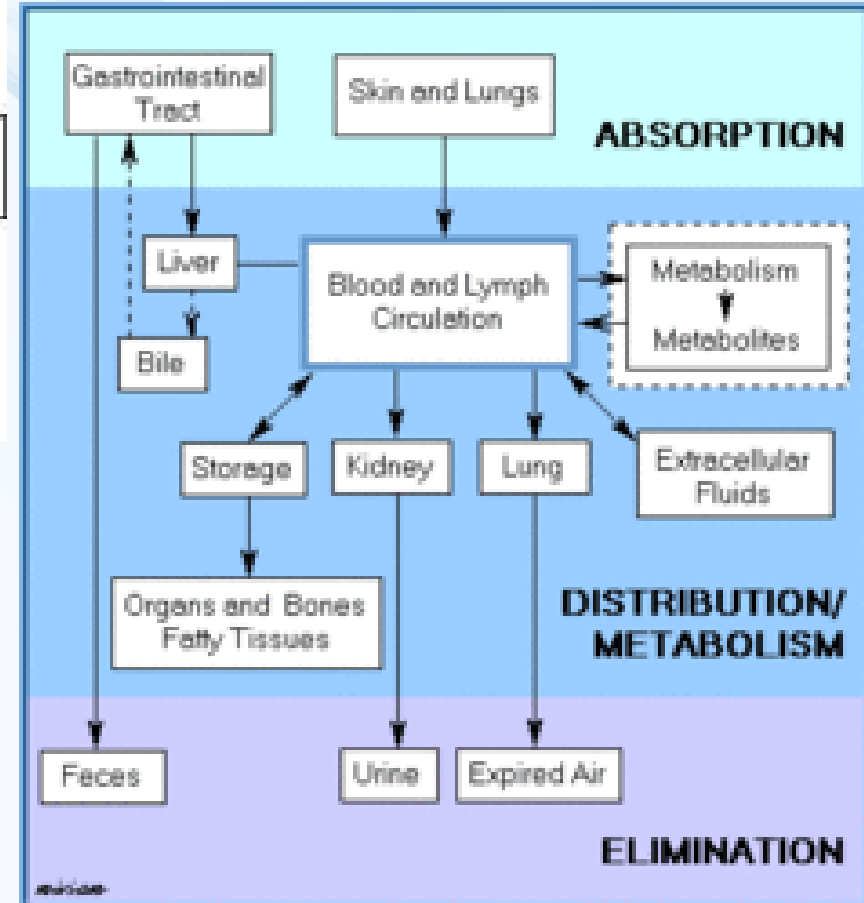 Gastrointestinal
Tract
Skin and Lungs
ABSORPTION
Liver
Blood and Lymph
Circulation
Metabolism
Metabolites
Bile
Storage
Kidney
Lung
Extracellular
Fluids
Organs and Bones
Fatty Tissues
DISTRIBUTION/
METABOLISM
Feces
Urine
Expired Air
ELIMINATION